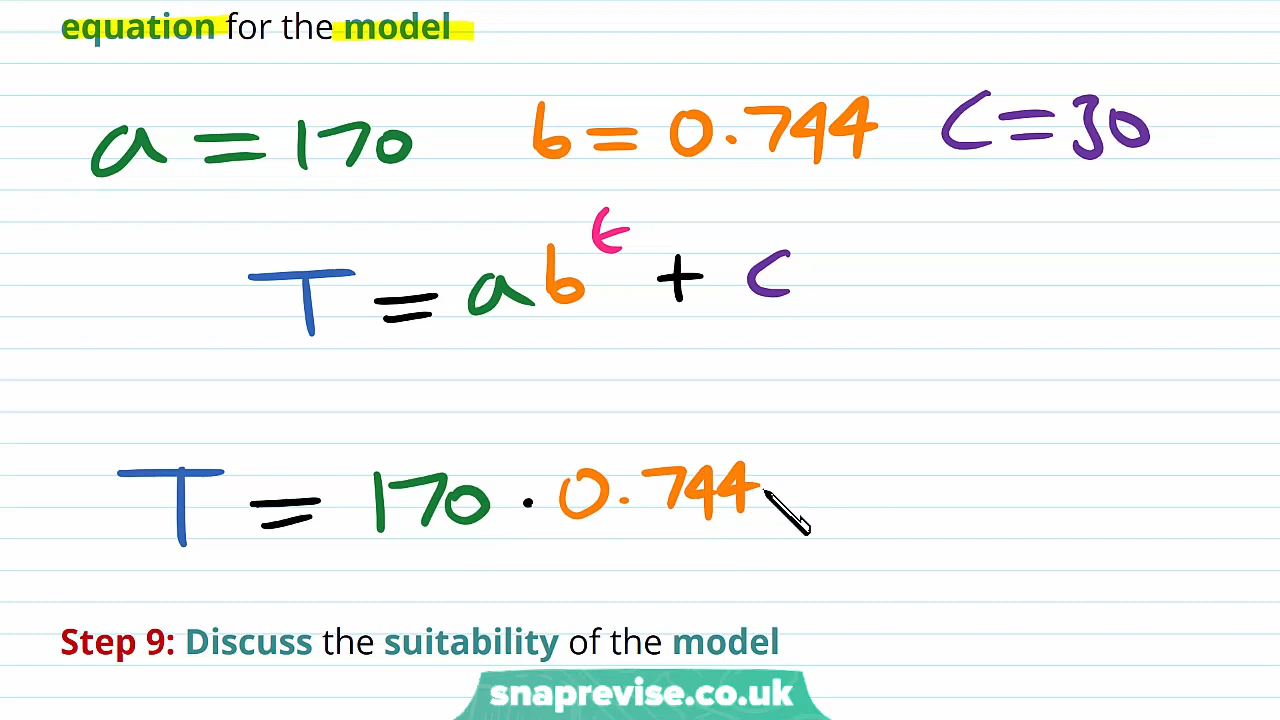 equation for the model
a = 170 b = 0.744 C = 30
T = ab^t + c
T = 170 · 0.744
Step 9: Discuss the suitability of the model
snaprevise.co.uk